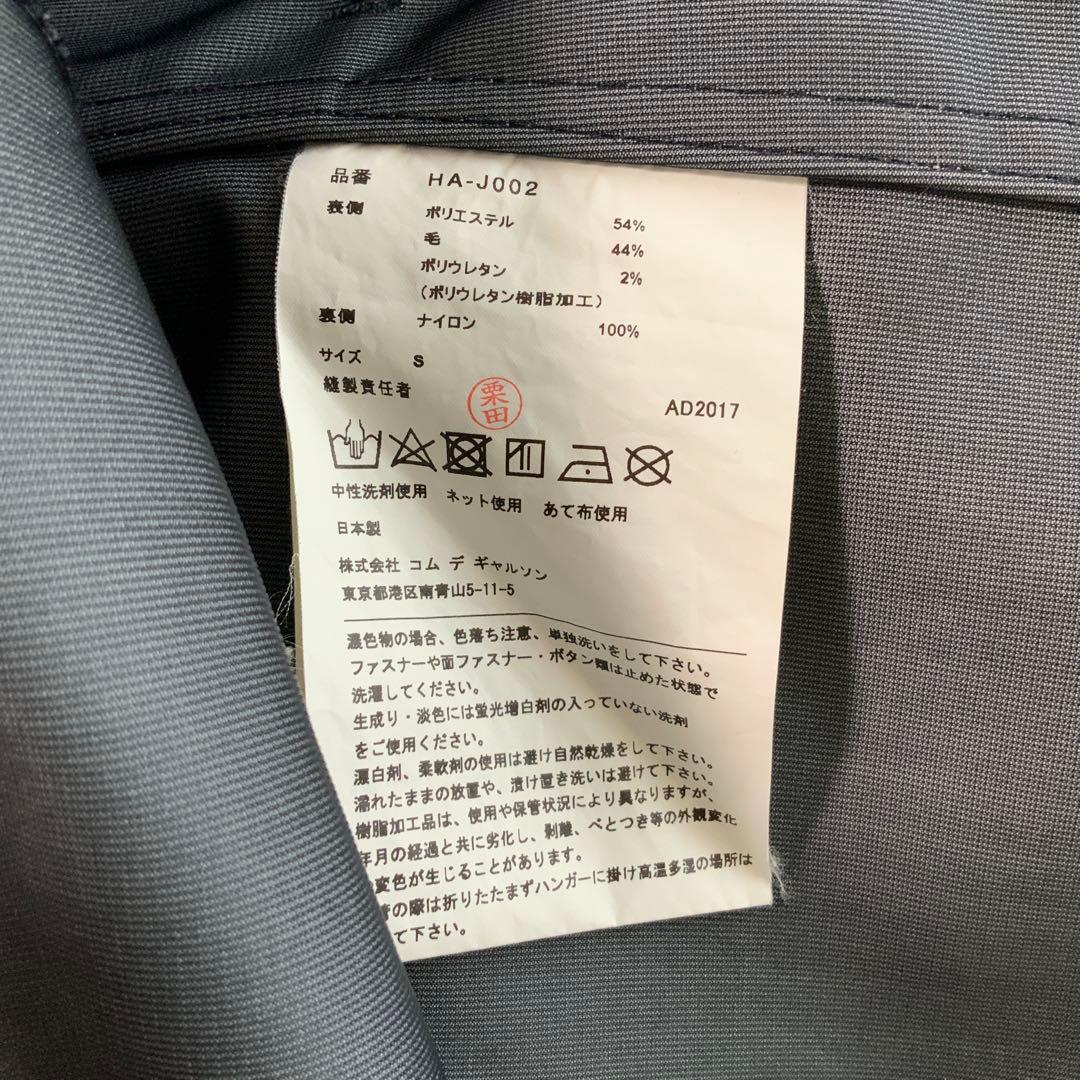 品番 HA-J002
表側 ポリエステル 54%
毛 44%
ポリウレタン 2%
(ポリウレタン樹脂加工)
裏側 ナイロン 100%
サイズ S
縫製責任者 栗田 AD2017
中性洗剤使用 ネット使用 あて布使用
日本製
株式会社 コム デ ギャルソン
東京都港区南青山5-11-5
濃色物の場合、色落ち注意、単独洗いをして下さい。
ファスナーや面ファスナー・ボタン類は止めた状態で
洗濯してください。
生成り・淡色には蛍光増白剤の入っていない洗剤
をご使用ください。
漂白剤、柔軟剤の使用は避け自然乾燥をして下さい。
濡れたままの放置や、漬け置き洗いは避けて下さい。
樹脂加工品は、使用や保管状況により異なりますが、
年月の経過と共に劣化し、剥離、べとつき等の外観変化
変色が生じることがあります。
の際は折りたたまずハンガーに掛け高温多湿の場所は
て下さい。